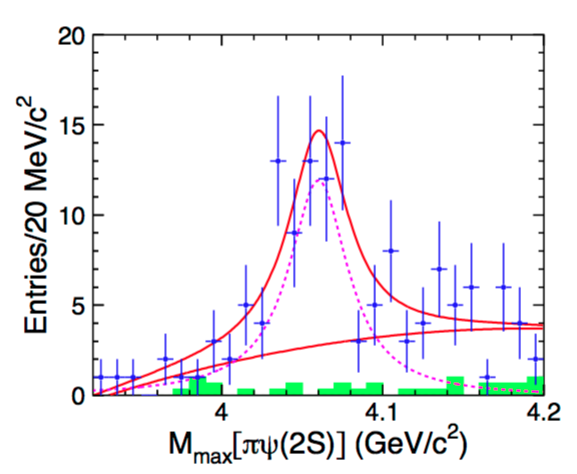 20
15
10
5
0
Entries/20 MeV/c²
4 4.1 4.2
M_max[πψ(2S)] (GeV/c²)